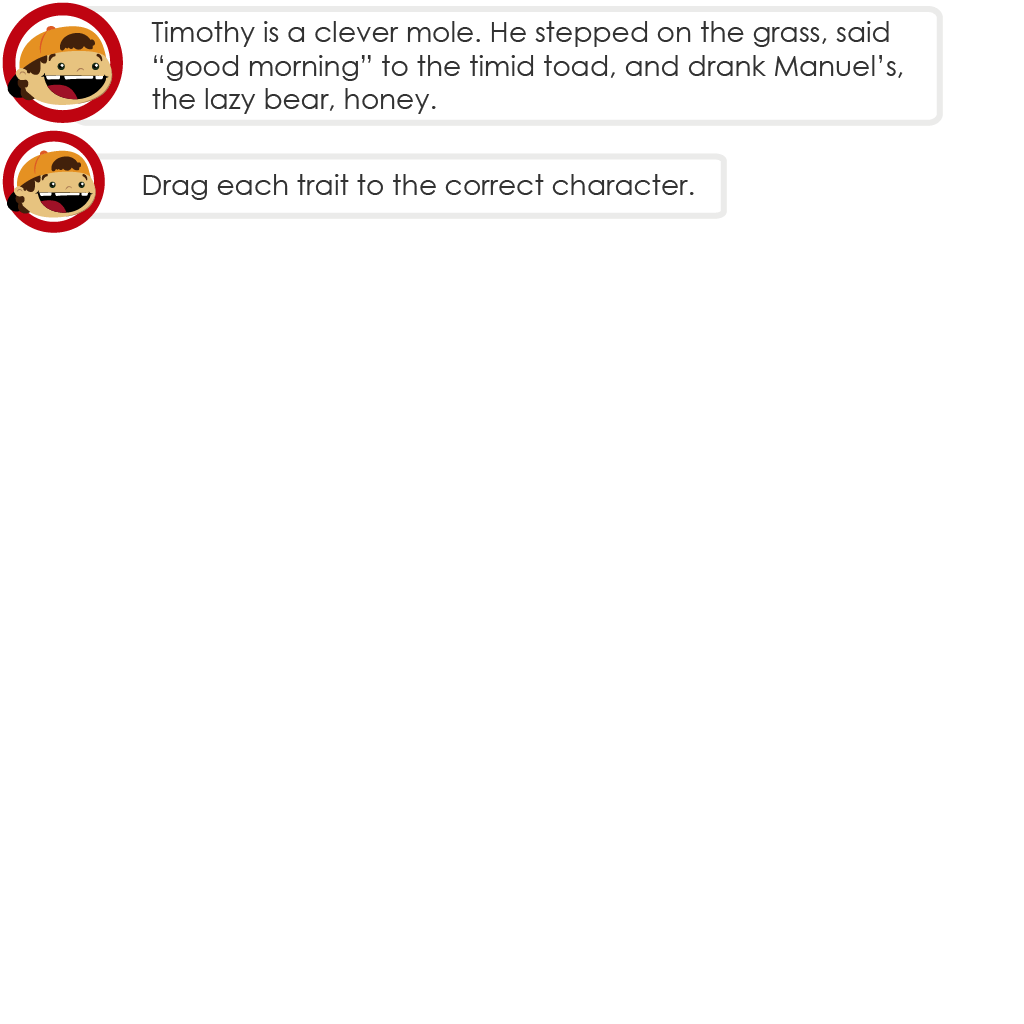 Timothy is a clever mole. He stepped on the grass, said
“good morning” to the timid toad, and drank Manuel’s,
the lazy bear, honey.
Drag each trait to the correct character.